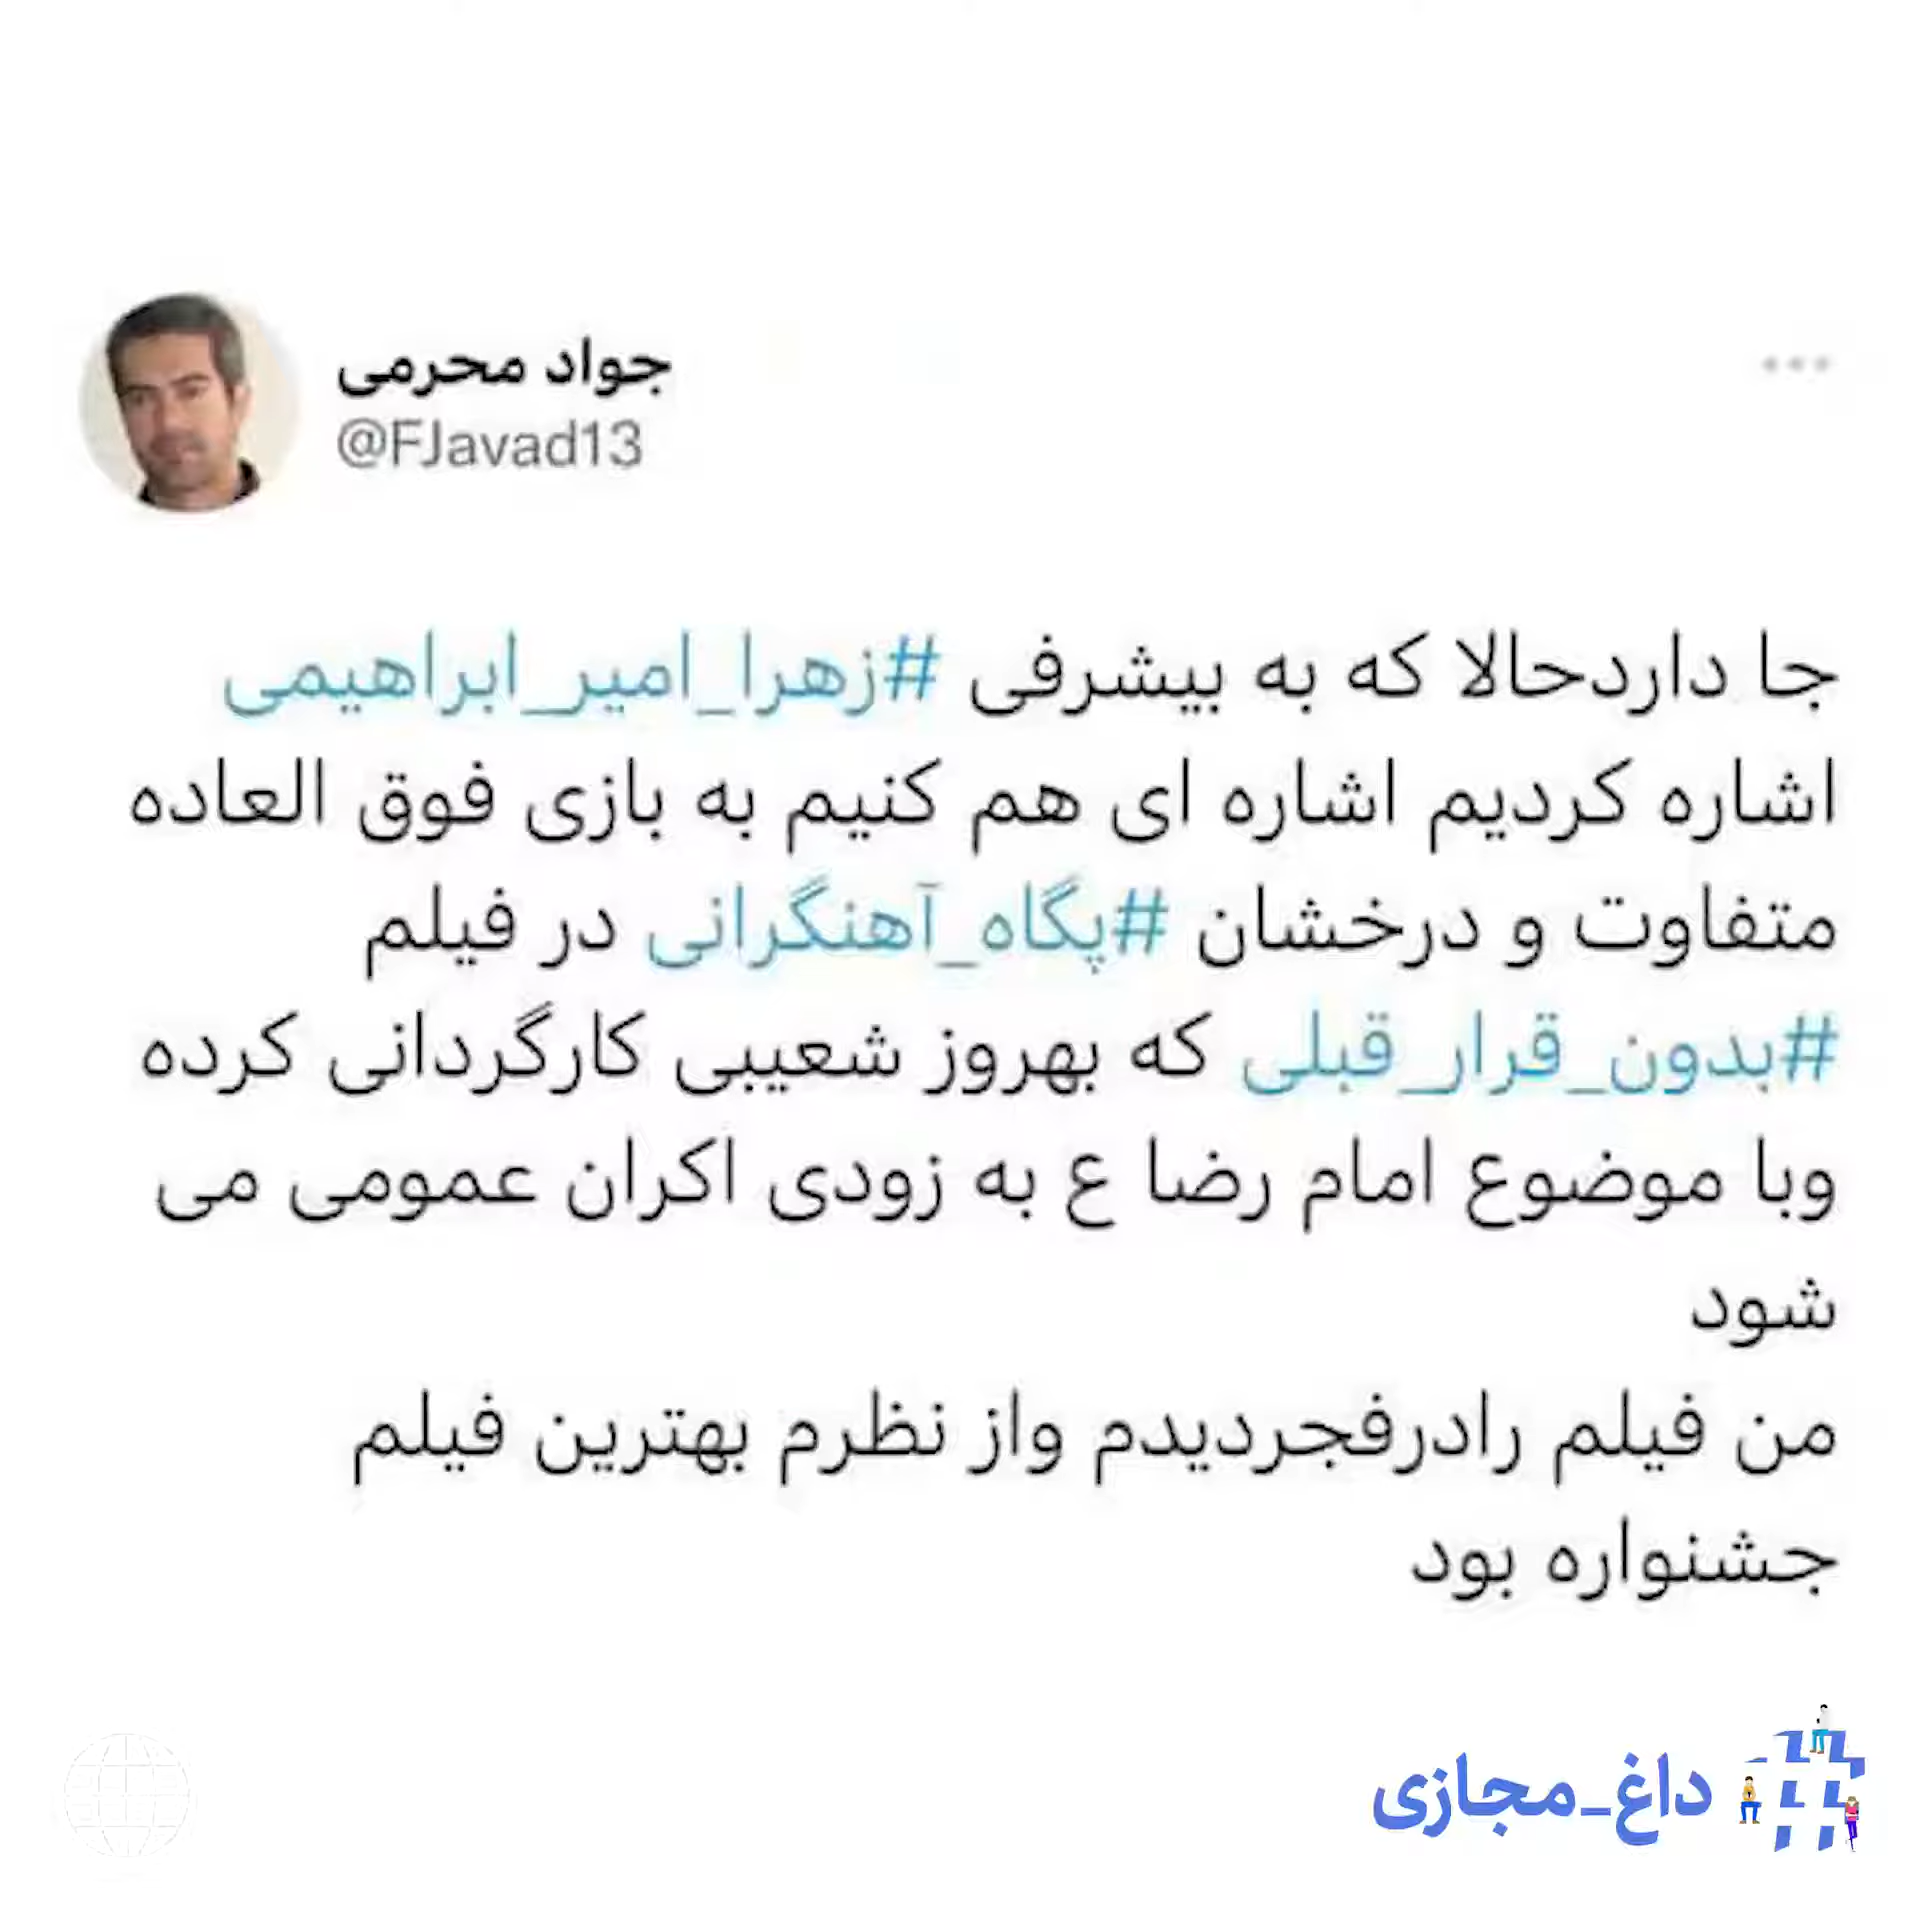 جواد محرمی
@FJavad13
جا داردحالا که به بیشرفی #زهرا_امیر_ابراهیمی
اشاره کردیم اشاره ای هم کنیم به بازی فوق العاده
متفاوت و درخشان #پگاه_آهنگرانی در فیلم
#بدون_قرار_قبلی که بهروز شعیبی کارگردانی کرده
وبا موضوع امام رضا ع به زودی اکران عمومی می
شود
من فیلم رادرفجردیدم واز نظرم بهترین فیلم
جشنواره بود
#داغ_مجازی